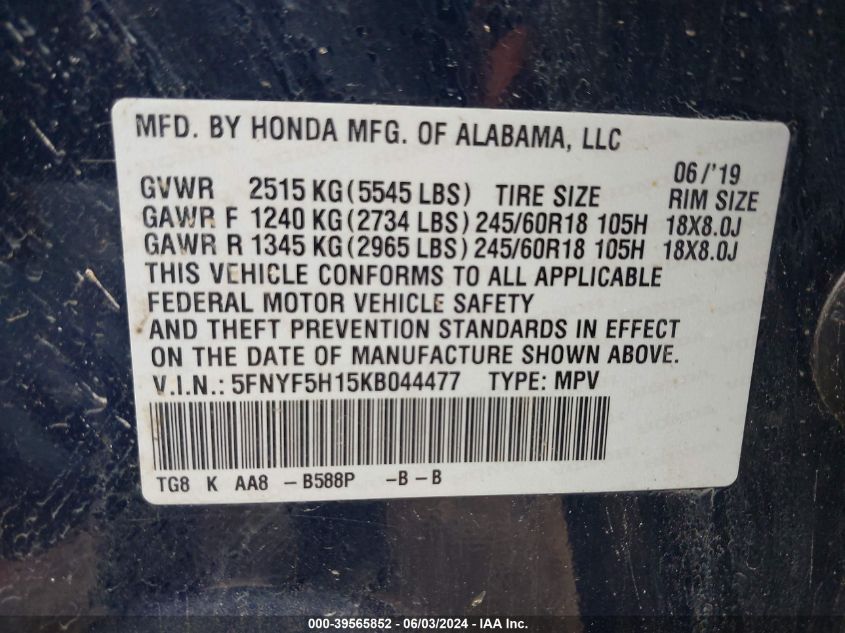 MFD. BY HONDA MFG. OF ALABAMA, LLC
06/'19
GVWR 2515 KG (5545 LBS) TIRE SIZE RIM SIZE
GAWR F 1240 KG (2734 LBS) 245/60R18 105H 18X8.0J
GAWR R 1345 KG (2965 LBS) 245/60R18 105H 18X8.0J
THIS VEHICLE CONFORMS TO ALL APPLICABLE
FEDERAL MOTOR VEHICLE SAFETY
AND THEFT PREVENTION STANDARDS IN EFFECT
ON THE DATE OF MANUFACTURE SHOWN ABOVE.
V.I.N.: 5FNYF5H15KB044477 TYPE: MPV
TG8 K AA8 -B588P -B-B
000-39565852 / 06/03/2024 - IAA Inc.